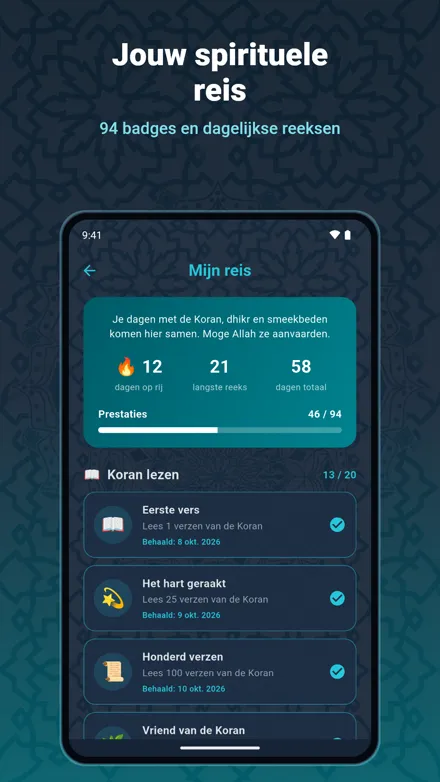 Jouw spirituele
reis
94 badges en dagelijkse reeksen
9:41
Mijn reis
Je dagen met de Koran, dhikr en smeekbeden
komen hier samen. Moge Allah ze aanvaarden.
🔥 12 21 58
dagen op rij langste reeks dagen totaal
Prestaties 46 / 94
Koran lezen 13 / 20
Eerste vers
Lees 1 verzen van de Koran
Behaald: 8 okt. 2026
Het hart geraakt
Lees 25 verzen van de Koran
Behaald: 9 okt. 2026
Honderd verzen
Lees 100 verzen van de Koran
Behaald: 10 okt. 2026
Vriend van de Koran